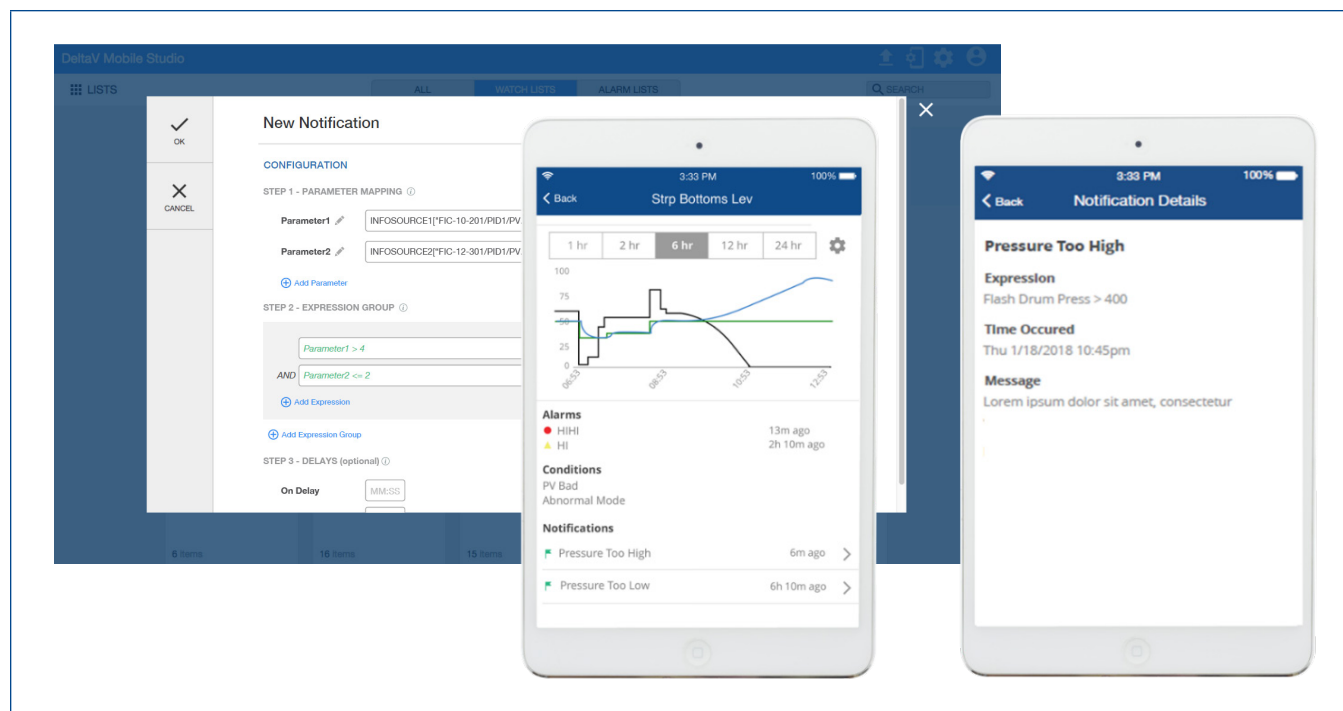 DeltaV Mobile Studio
LISTS
ALL WATCH LISTS ALARM LISTS
SEARCH
OK
CANCEL
New Notification
CONFIGURATION
STEP 1 - PARAMETER MAPPING
Parameter1 INFOSOURCE1["FIC-10-201/PID1/PV
Parameter2 INFOSOURCE2["FIC-12-301/PID1/PV
Add Parameter
STEP 2 - EXPRESSION GROUP
Parameter1 > 4
AND Parameter2 <= 2
Add Expression
Add Expression Group
STEP 3 - DELAYS (optional)
On Delay MM:SS
6 items 16 items 15 items
3:33 PM 100%
Back Strp Bottoms Lev
1 hr 2 hr 6 hr 12 hr 24 hr
100
75
50
25
0
06:53 08:53 10:53 12:53
Alarms
HIHI 13m ago
HI 2h 10m ago
Conditions
PV Bad
Abnormal Mode
Notifications
Pressure Too High 6m ago
Pressure Too Low 6h 10m ago
3:33 PM 100%
Back Notification Details
Pressure Too High
Expression
Flash Drum Press > 400
Time Occured
Thu 1/18/2018 10:45pm
Message
Lorem ipsum dolor sit amet, consectetur